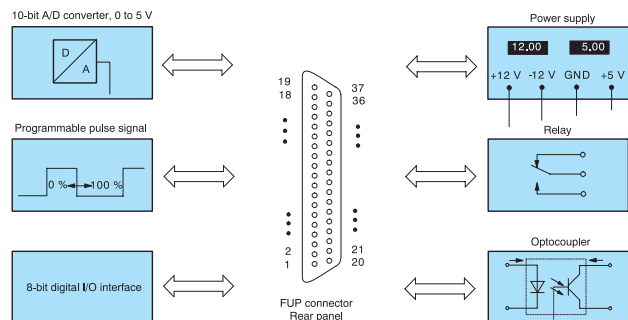 10-bit A/D converter, 0 to 5 V
D
A
Programmable pulse signal
0 % 100 %
8-bit digital I/O interface
19
18
37
36
2
1
21
20
FUP connector
Rear panel
Power supply
12.00 5.00
+12 V -12 V GND +5 V
Relay
Optocoupler